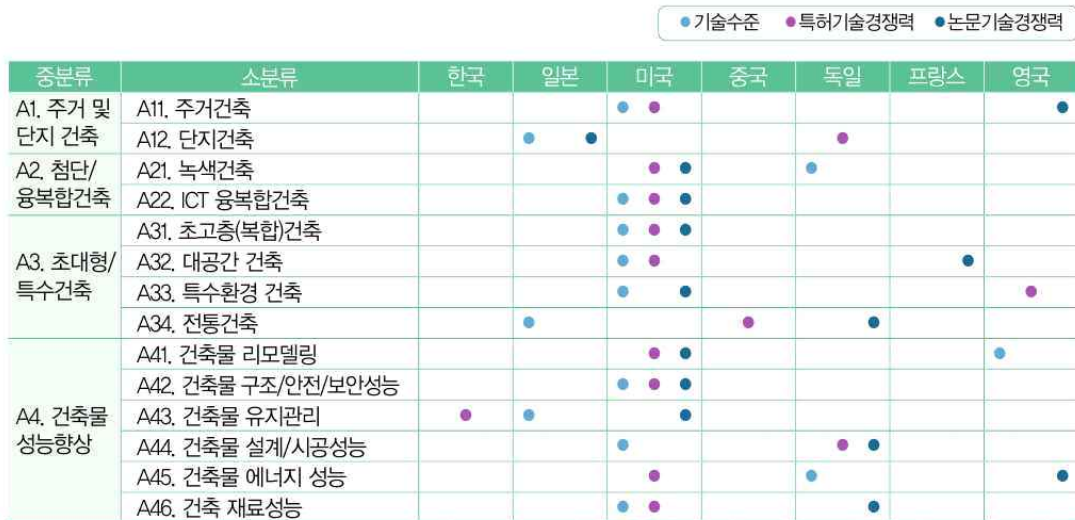 기술수준 특허기술경쟁력 논문기술경쟁력
중분류 소분류 한국 일본 미국 중국 독일 프랑스 영국
A1. 주거 및
단지 건축
A11. 주거건축
A12. 단지건축
A2. 첨단/
융복합건축
A21. 녹색건축
A22. ICT 융복합건축
A3. 초대형/
특수건축
A31. 초고층(복합)건축
A32. 대공간 건축
A33. 특수환경 건축
A34. 전통건축
A4. 건축물
성능향상
A41. 건축물 리모델링
A42. 건축물 구조/안전/보안성능
A43. 건축물 유지관리
A44. 건축물 설계/시공성능
A45. 건축물 에너지 성능
A46. 건축 재료성능